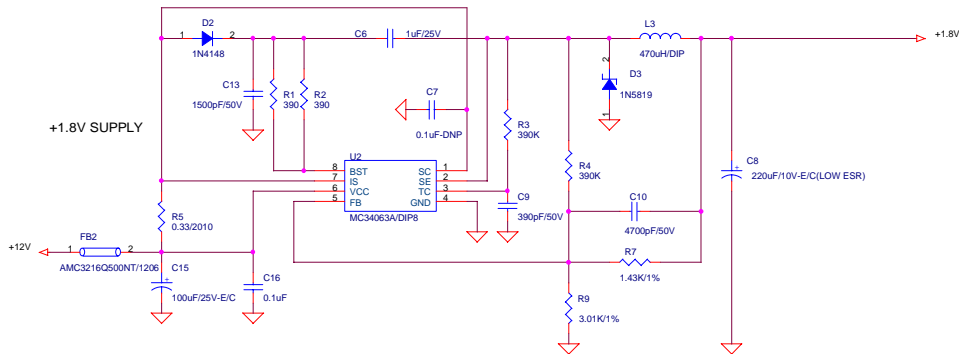 D2
1
2
1N4148
C6
1uF/25V
L3
470uH/DIP
+1.8V
C13
1500pF/50V
R1
390
R2
390
C7
0.1uF-DNP
R3
390K
2
1
D3
1N5819
+1.8V SUPPLY
U2
8 BST SC 1
7 IS SE 2
6 VCC TC 3
5 FB GND 4
MC34063A/DIP8
R4
390K
C8
220uF/10V-E/C(LOW ESR)
C9
390pF/50V
C10
4700pF/50V
R5
0.33/2010
+12V
FB2
1
2
AMC3216Q500NT/1206
C15
100uF/25V-E/C
C16
0.1uF
R7
1.43K/1%
R9
3.01K/1%